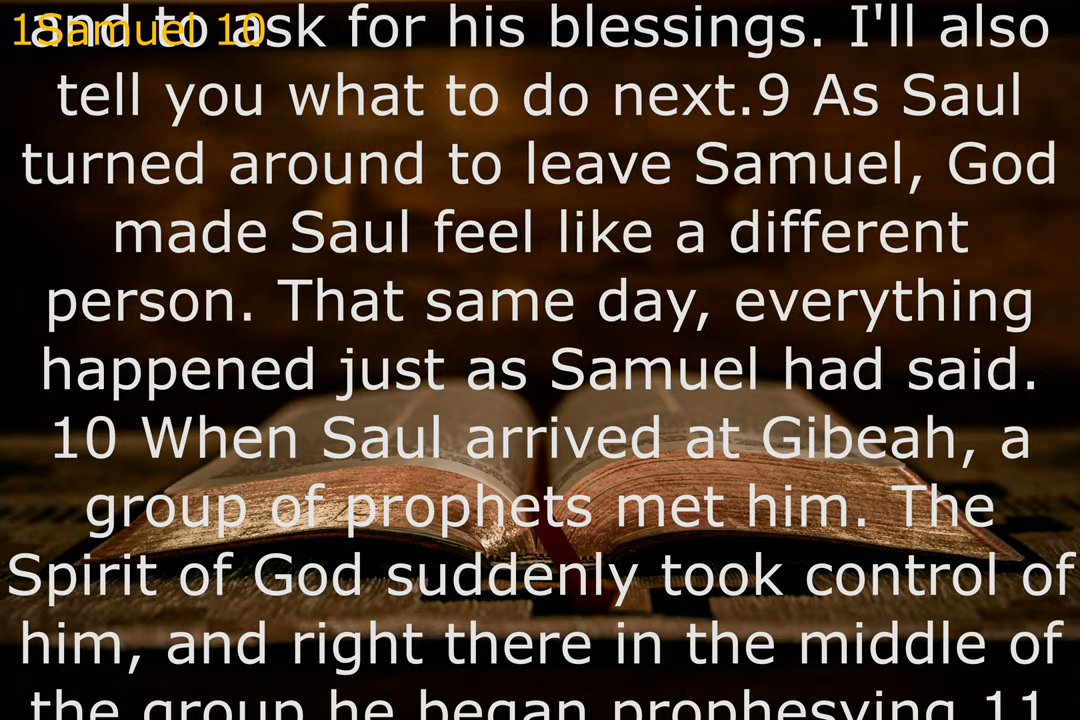 1 Samuel 10
and to ask for his blessings. I'll also
tell you what to do next.9 As Saul
turned around to leave Samuel, God
made Saul feel like a different
person. That same day, everything
happened just as Samuel had said.
10 When Saul arrived at Gibeah, a
group of prophets met him. The
Spirit of God suddenly took control of
him, and right there in the middle of
the group he began prophesying.11